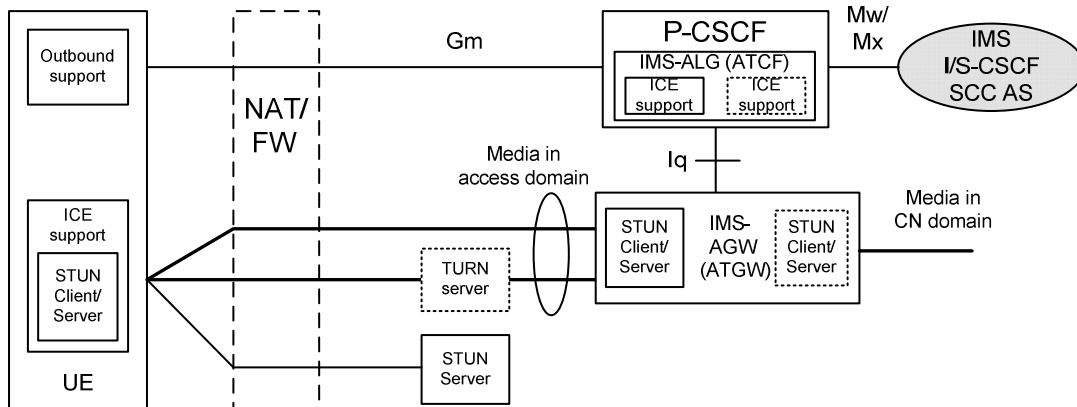 Outbound
support
NAT/
FW
Gm
P-CSCF
IMS-ALG (ATCF)
ICE
support
ICE
support
Mw/
Mx
IMS
I/S-CSCF
SCC AS
Iq
Media in
access domain
ICE
support
STUN
Client/
Server
UE
TURN
server
STUN
Server
STUN
Client/
Server
IMS-
AGW
(ATGW)
STUN
Client/
Server
Media in
CN domain